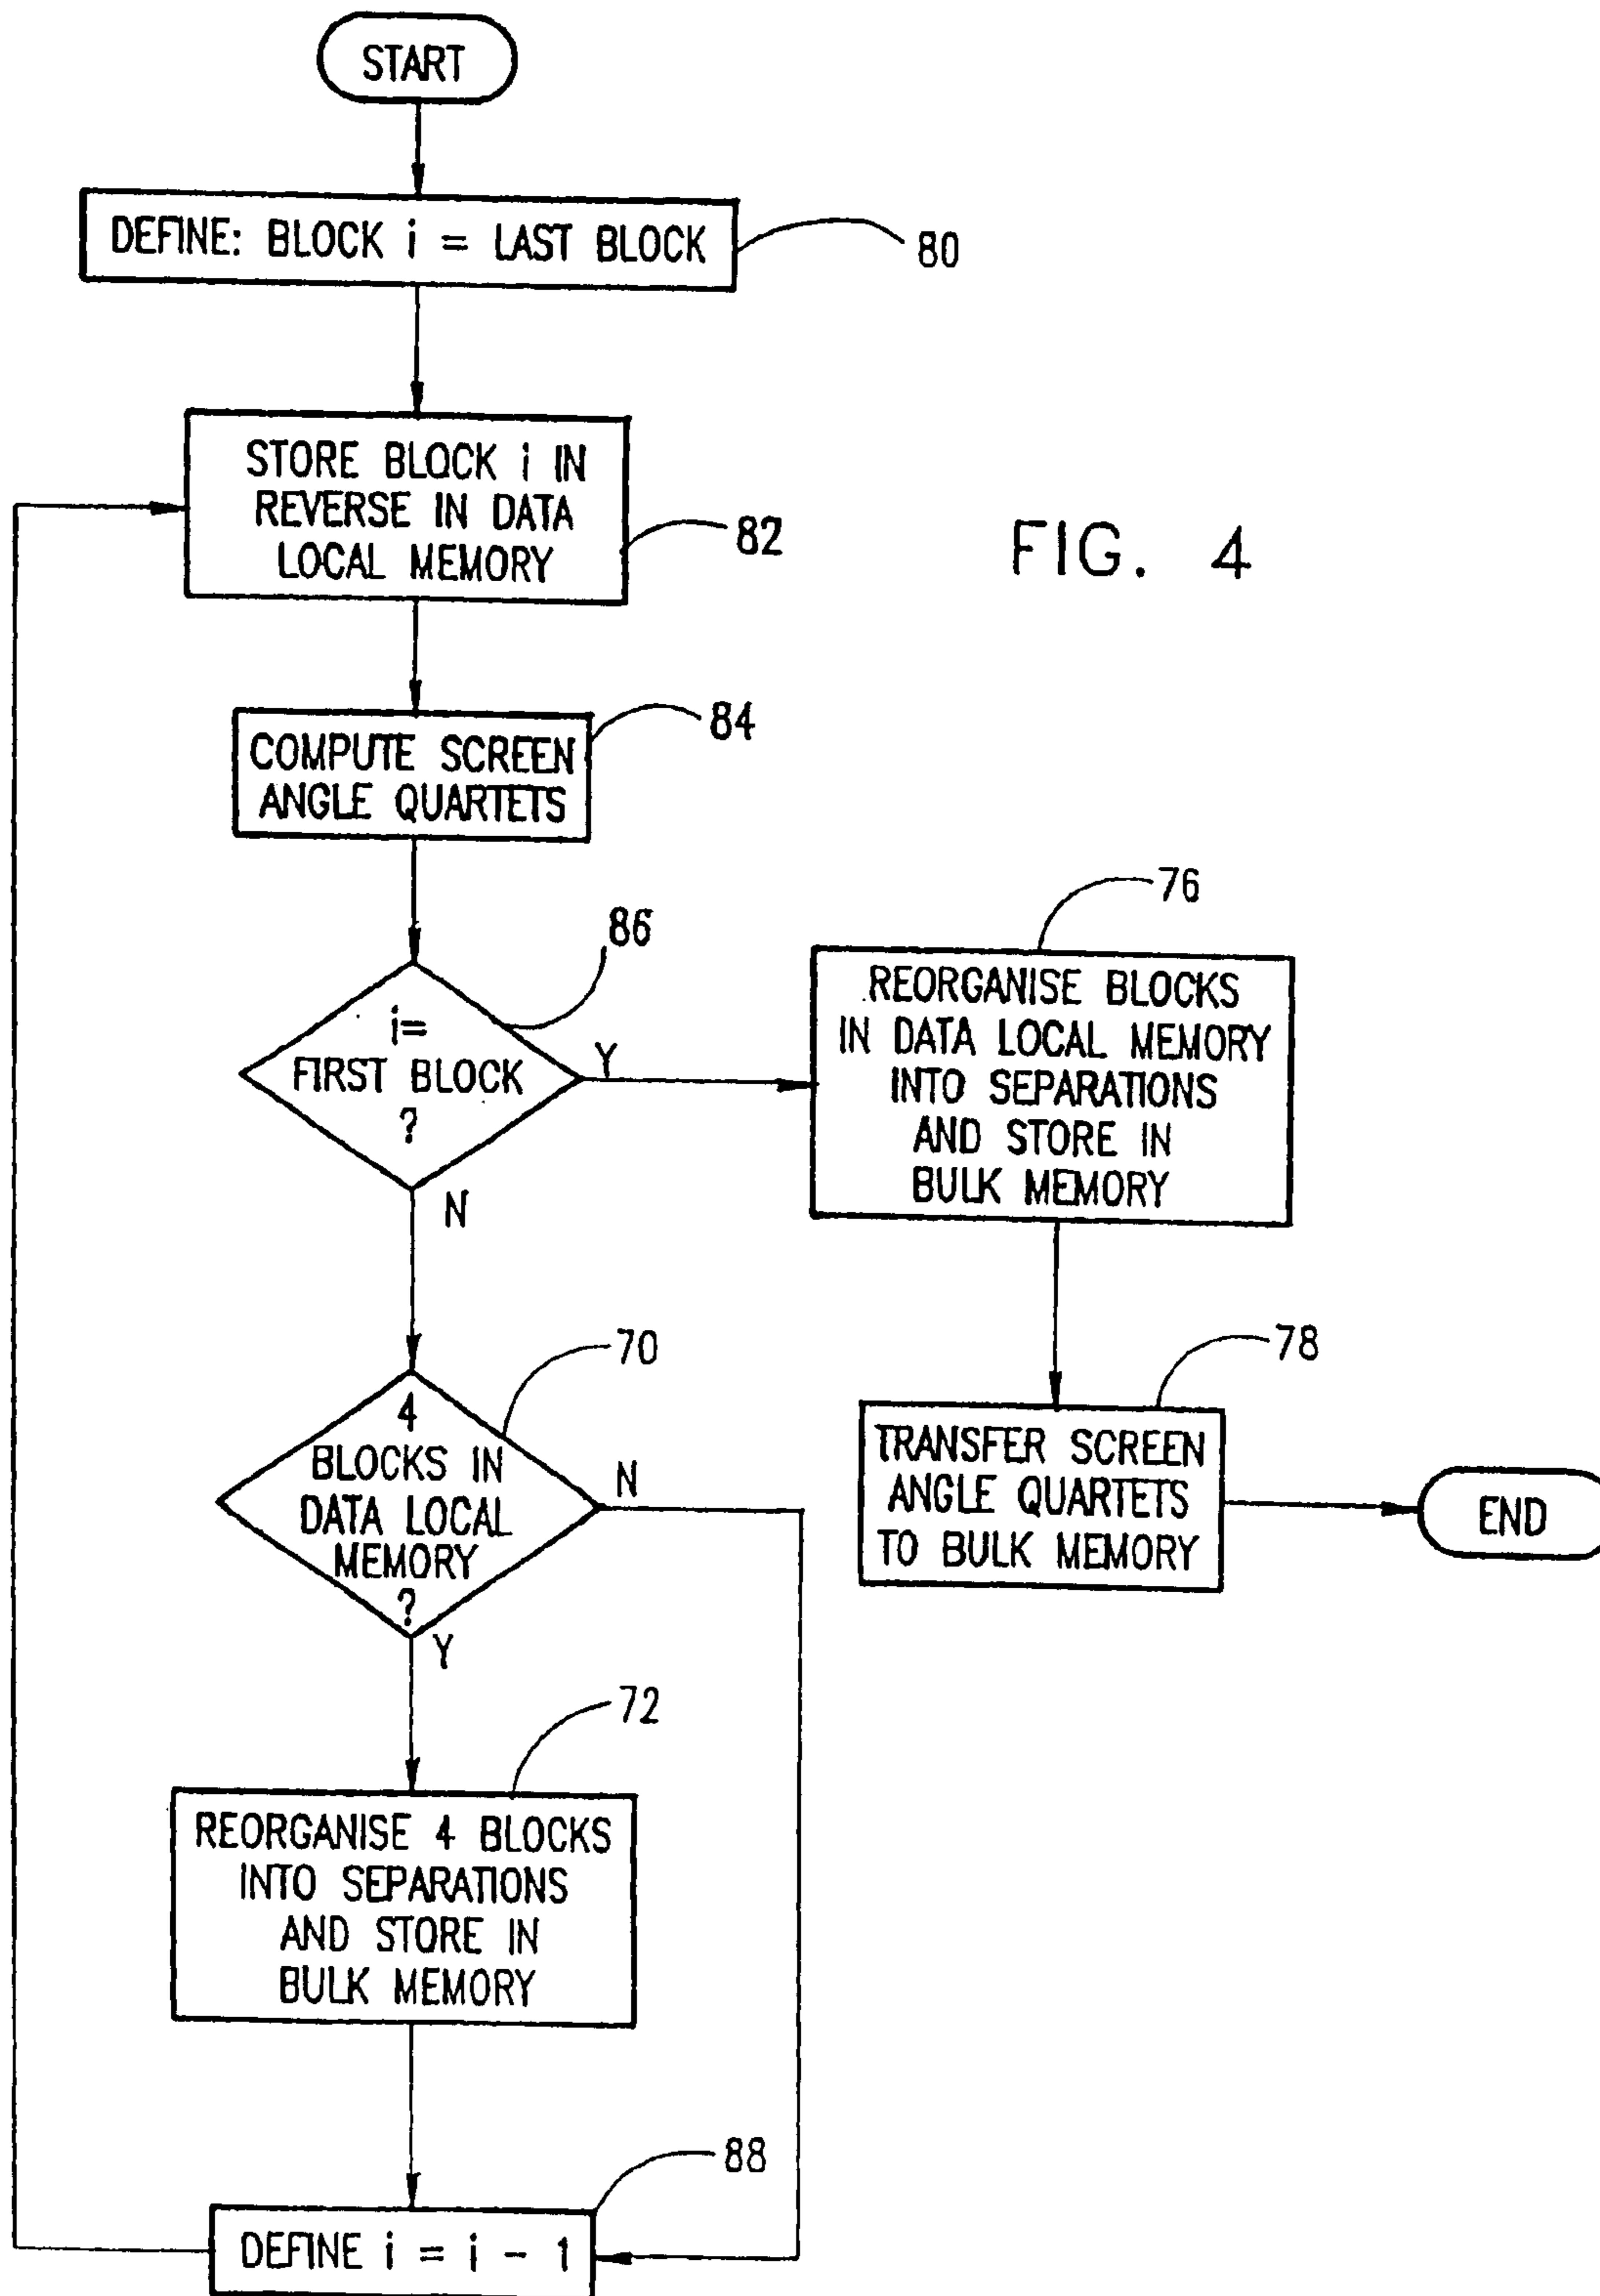 START
DEFINE: BLOCK i = LAST BLOCK
80
STORE BLOCK i IN
REVERSE IN DATA
LOCAL MEMORY
82
FIG. 4
COMPUTE SCREEN
ANGLE QUARTETS
84
i=
FIRST BLOCK
?
86
Y
N
76
REORGANISE BLOCKS
IN DATA LOCAL MEMORY
INTO SEPARATIONS
AND STORE IN
BULK MEMORY
78
TRANSFER SCREEN
ANGLE QUARTETS
TO BULK MEMORY
END
4
BLOCKS IN
DATA LOCAL
MEMORY
?
70
N
Y
72
REORGANISE 4 BLOCKS
INTO SEPARATIONS
AND STORE IN
BULK MEMORY
88
DEFINE i = i - 1